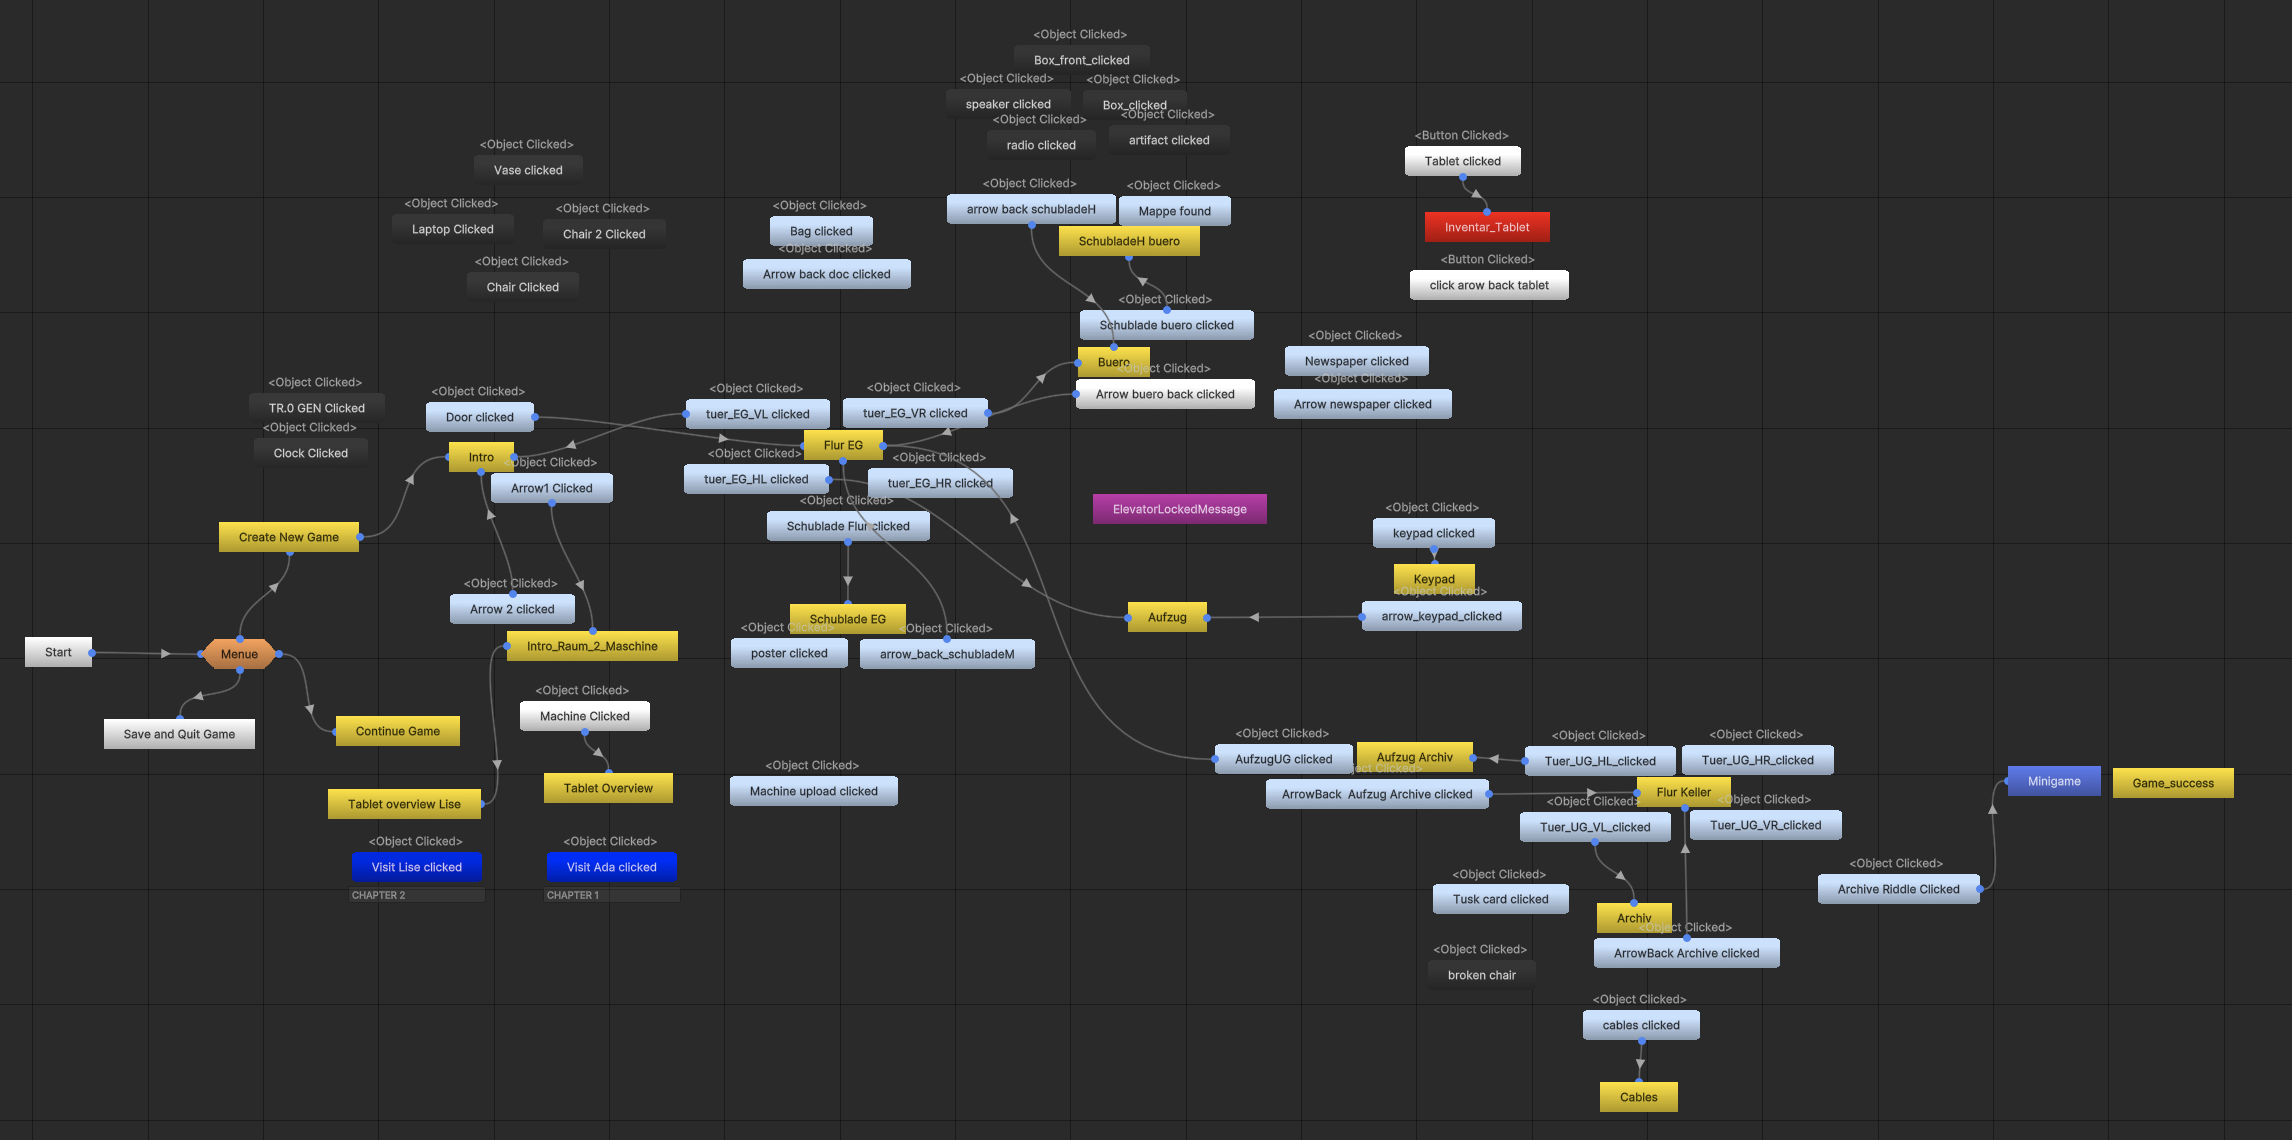 <Object Clicked>
Box_front_clicked
<Object Clicked>
speaker clicked
<Object Clicked>
Box_clicked
<Object Clicked>
radio clicked
<Object Clicked>
artifact clicked
<Object Clicked>
Vase clicked
<Object Clicked>
Laptop Clicked
<Object Clicked>
Chair 2 Clicked
<Object Clicked>
Chair Clicked
<Button Clicked>
Tablet clicked
Inventar_Tablet
<Button Clicked>
click arow back tablet
<Object Clicked>
arrow back schubladeH
<Object Clicked>
Mappe found
SchubladeH buero
<Object Clicked>
Bag clicked
<Object Clicked>
Arrow back doc clicked
<Object Clicked>
Schublade buero clicked
Buero
<Object Clicked>
Arrow buero back clicked
<Object Clicked>
Newspaper clicked
<Object Clicked>
Arrow newspaper clicked
<Object Clicked>
TR.0 GEN Clicked
<Object Clicked>
Clock Clicked
<Object Clicked>
Door clicked
Intro
<Object Clicked>
Arrow1 Clicked
<Object Clicked>
tuer_EG_VL clicked
<Object Clicked>
tuer_EG_VR clicked
Flur EG
<Object Clicked>
tuer_EG_HL clicked
<Object Clicked>
tuer_EG_HR clicked
<Object Clicked>
Schublade Flur clicked
ElevatorLockedMessage
<Object Clicked>
keypad clicked
Keypad
<Object Clicked>
arrow_keypad_clicked
Create New Game
<Object Clicked>
Arrow 2 clicked
Schublade EG
<Object Clicked>
poster clicked
<Object Clicked>
arrow_back_schubladeM
Aufzug
Start
Menue
Intro_Raum_2_Maschine
Save and Quit Game
Continue Game
<Object Clicked>
Machine Clicked
Tablet Overview
Tablet overview Lise
<Object Clicked>
Machine upload clicked
<Object Clicked>
Visit Lise clicked
CHAPTER 2
<Object Clicked>
Visit Ada clicked
CHAPTER 1
<Object Clicked>
AufzugUG clicked
Aufzug Archiv
<Object Clicked>
ArrowBack Aufzug Archive clicked
<Object Clicked>
Tuer_UG_HL_clicked
<Object Clicked>
Tuer_UG_HR_clicked
Flur Keller
<Object Clicked>
Tuer_UG_VL_clicked
<Object Clicked>
Tuer_UG_VR_clicked
Minigame
Game_success
<Object Clicked>
Archive Riddle Clicked
<Object Clicked>
Tusk card clicked
Archiv
<Object Clicked>
ArrowBack Archive clicked
<Object Clicked>
broken chair
<Object Clicked>
cables clicked
Cables